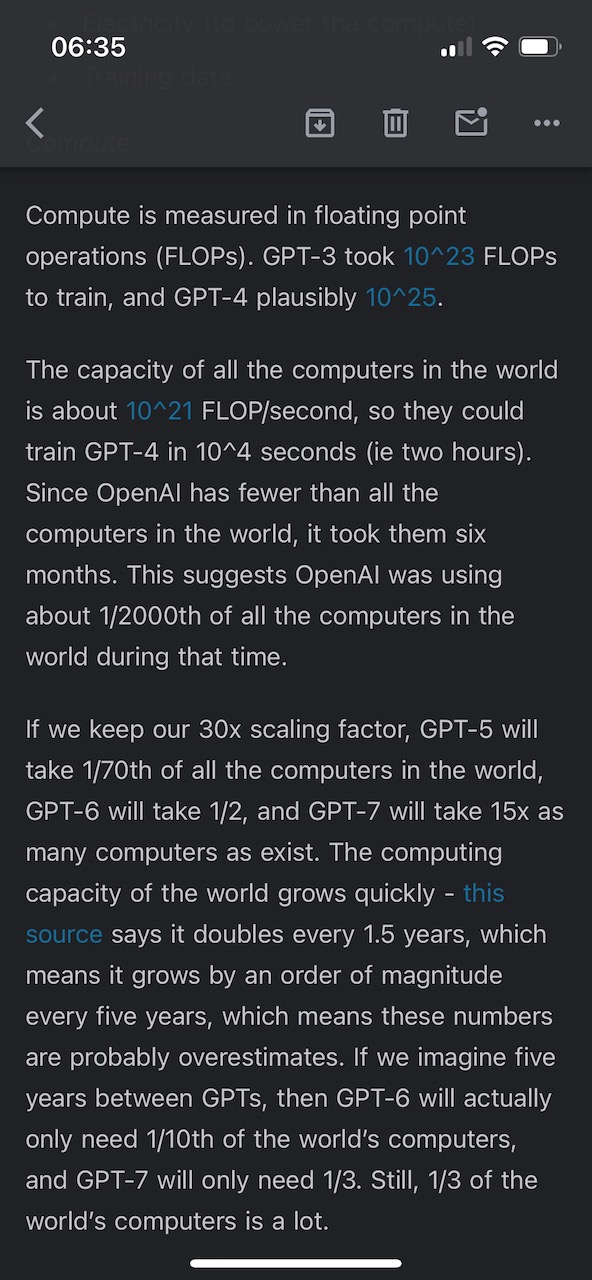 Electricity (to power the compute)
06:35
Training data
Compute
Compute is measured in floating point
operations (FLOPs). GPT-3 took 10^23 FLOPs
to train, and GPT-4 plausibly 10^25.
The capacity of all the computers in the world
is about 10^21 FLOP/second, so they could
train GPT-4 in 10^4 seconds (ie two hours).
Since OpenAI has fewer than all the
computers in the world, it took them six
months. This suggests OpenAI was using
about 1/2000th of all the computers in the
world during that time.
If we keep our 30x scaling factor, GPT-5 will
take 1/70th of all the computers in the world,
GPT-6 will take 1/2, and GPT-7 will take 15x as
many computers as exist. The computing
capacity of the world grows quickly - this
source says it doubles every 1.5 years, which
means it grows by an order of magnitude
every five years, which means these numbers
are probably overestimates. If we imagine five
years between GPTs, then GPT-6 will actually
only need 1/10th of the world’s computers,
and GPT-7 will only need 1/3. Still, 1/3 of the
world’s computers is a lot.